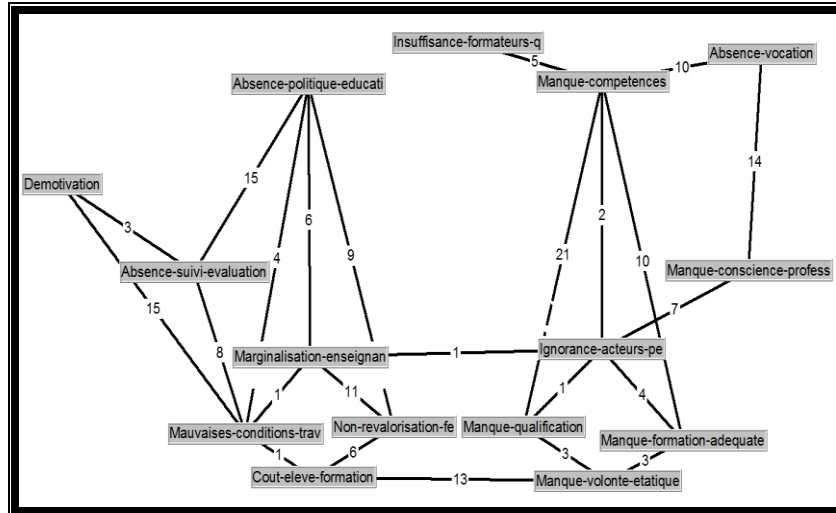 Insuffisance-formateurs-q
5
Absence-vocation
10
Manque-competences
Absence-politique-educati
14
15
Demotivation
6
2
3
4
9
21
10
Absence-suivi-evaluation
Manque-conscience-profess
15
7
8
Marginalisation-enseignan
1
Ignorance-acteurs-pe
1
11
1
4
Mauvaises-conditions-trav
Non-revalorisation-fe
Manque-qualification
Manque-formation-adequate
1
6
3
3
Cout-eleve-formation
13
Manque-volonte-etatique